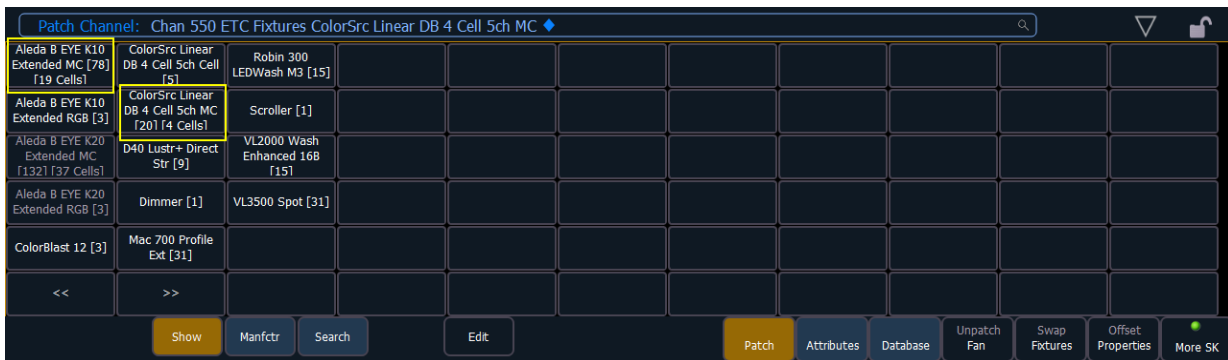 Patch Channel: Chan 550 ETC Fixtures ColorSrc Linear DB 4 Cell 5ch MC
Aleda B EYE K10
Extended MC [78]
[19 Cells]
ColorSrc Linear
DB 4 Cell 5ch Cell
[5]
Robin 300
LEDWash M3 [15]
Aleda B EYE K10
Extended RGB [3]
ColorSrc Linear
DB 4 Cell 5ch MC
[20] [4 Cells]
Scroller [1]
Aleda B EYE K20
Extended MC
[132] [37 Cells]
D40 Lustr+ Direct
Str [9]
VL2000 Wash
Enhanced 16B
[15]
Aleda B EYE K20
Extended RGB [3]
Dimmer [1]
VL3500 Spot [31]
ColorBlast 12 [3]
Mac 700 Profile
Ext [31]
<<
>>
Show
Manfctr
Search
Edit
Patch
Attributes
Database
Unpatch
Fan
Swap
Fixtures
Offset
Properties
More SK